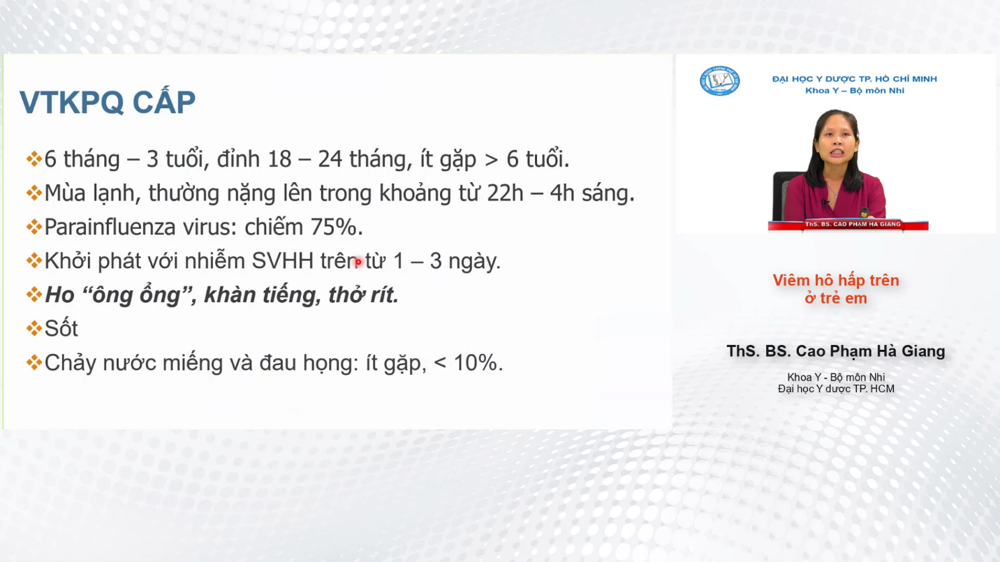 VTKPQ CẤP
6 tháng – 3 tuổi, đỉnh 18 – 24 tháng, ít gặp > 6 tuổi.
Mùa lạnh, thường nặng lên trong khoảng từ 22h – 4h sáng.
Parainfluenza virus: chiếm 75%.
Khởi phát với nhiễm SVHH trên từ 1 – 3 ngày.
Ho “ông ổng”, khàn tiếng, thở rít.
Sốt
Chảy nước miếng và đau họng: ít gặp, < 10%.
ĐẠI HỌC Y DƯỢC TP. HỒ CHÍ MINH
Khoa Y – Bộ môn Nhi
ThS. BS. CAO PHẠM HÀ GIANG
Viêm hô hấp trên
ở trẻ em
ThS. BS. Cao Phạm Hà Giang
Khoa Y - Bộ môn Nhi
Đại học Y dược TP. HCM